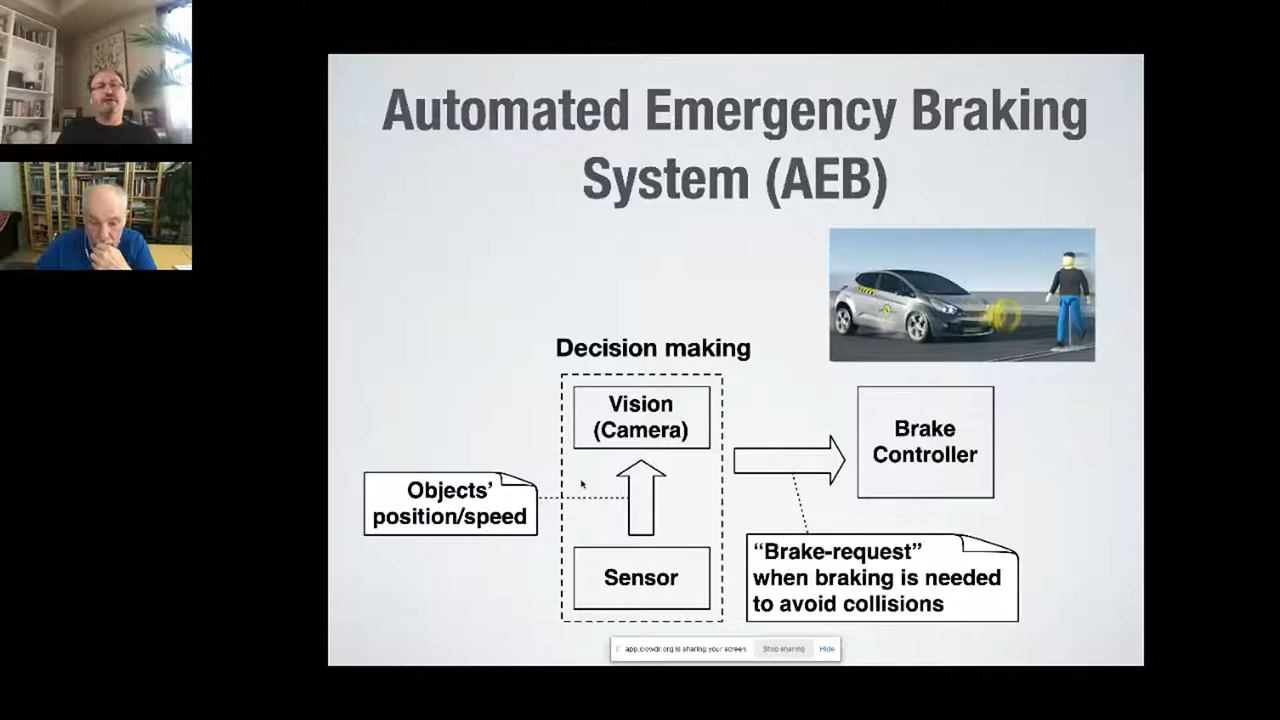 Automated Emergency Braking
System (AEB)
Decision making
Vision
(Camera)
Brake
Controller
Objects’
position/speed
“Brake-request”
when braking is needed
to avoid collisions
Sensor
app.clowdr.org is sharing your screen.
Stop sharing
Hide